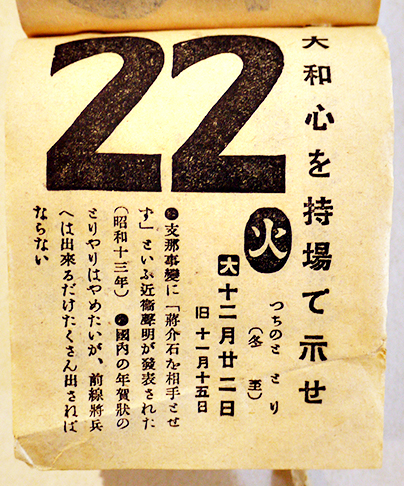 大和心を持場で示せ
22
火
つちのと とり
(冬至)
大 十二月廿二日
旧 十一月十五日
●支那事變に「蔣介石を相手とせ
ず」といふ近衞聲明が發表された
(昭和十三年) ●國内の年賀狀の
とりやりはやめたいが、前線將兵
へは出來るだけたくさん出されば
ならない